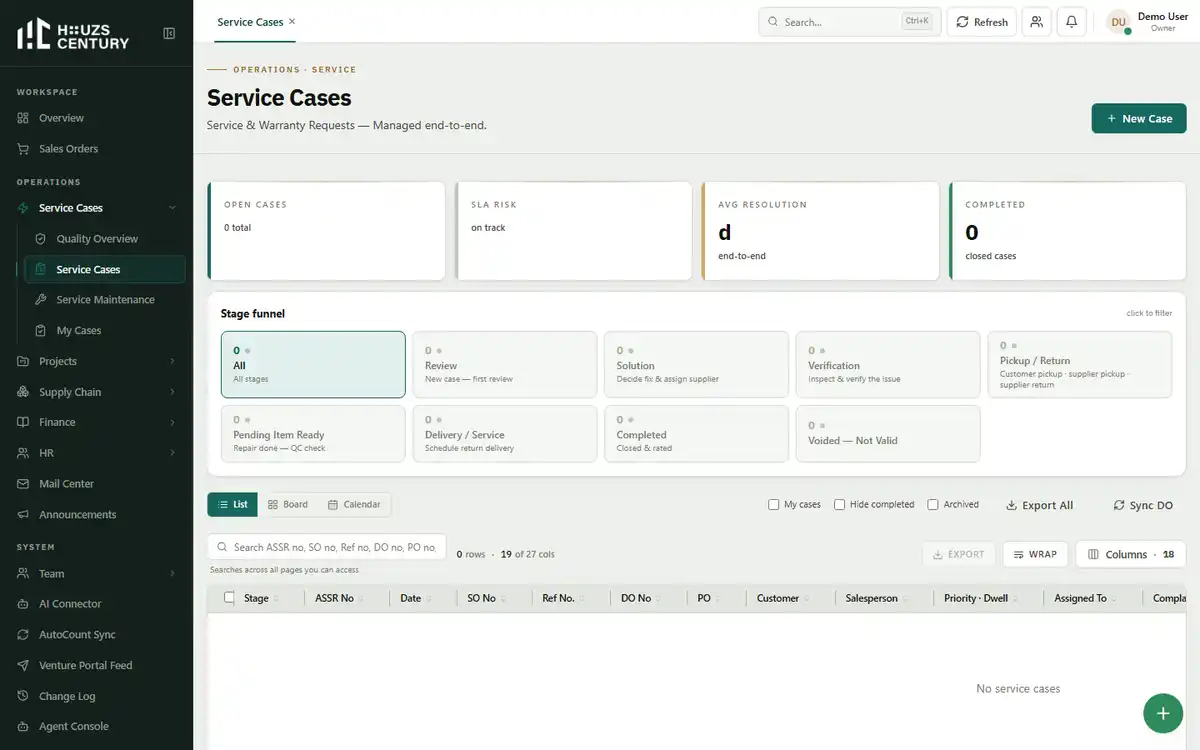 HOUZS
CENTURY
WORKSPACE
Overview
Sales Orders
OPERATIONS
Service Cases
Quality Overview
Service Cases
Service Maintenance
My Cases
Projects
Supply Chain
Finance
HR
Mail Center
Announcements
SYSTEM
Team
AI Connector
AutoCount Sync
Venture Portal Feed
Change Log
Agent Console
Service Cases ×
Search... Ctrl+K
Refresh
DU
Demo User
Owner
OPERATIONS · SERVICE
Service Cases
Service & Warranty Requests — Managed end-to-end.
+ New Case
OPEN CASES
0 total
SLA RISK
on track
AVG RESOLUTION
d
end-to-end
COMPLETED
0
closed cases
Stage funnel
click to filter
0
All
All stages
0
Review
New case — first review
0
Solution
Decide fix & assign supplier
0
Verification
Inspect & verify the issue
0
Pickup / Return
Customer pickup · supplier pickup ·
supplier return
0
Pending Item Ready
Repair done — QC check
0
Delivery / Service
Schedule return delivery
0
Completed
Closed & rated
0
Voided — Not Valid
List Board Calendar
My cases Hide completed Archived Export All Sync DO
Search ASSR no, SO no, Ref no, DO no, PO no,
0 rows · 19 of 27 cols
EXPORT WRAP Columns · 18
Searches across all pages you can access
Stage ASSR No Date SO No Ref No. DO No PO Customer Salesperson Priority · Dwell Assigned To Compla
No service cases
+